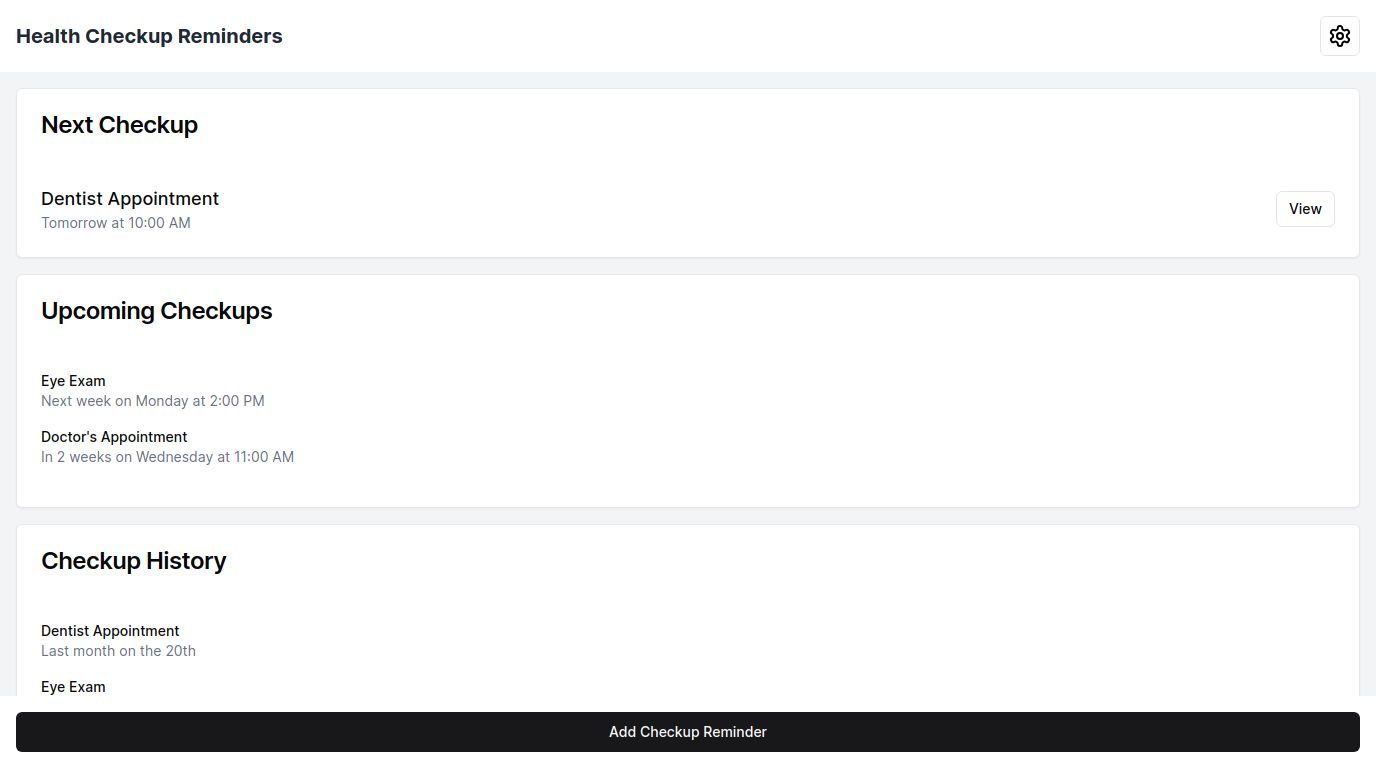 Health Checkup Reminders
Next Checkup
Dentist Appointment
Tomorrow at 10:00 AM
View
Upcoming Checkups
Eye Exam
Next week on Monday at 2:00 PM
Doctor's Appointment
In 2 weeks on Wednesday at 11:00 AM
Checkup History
Dentist Appointment
Last month on the 20th
Eye Exam
Add Checkup Reminder